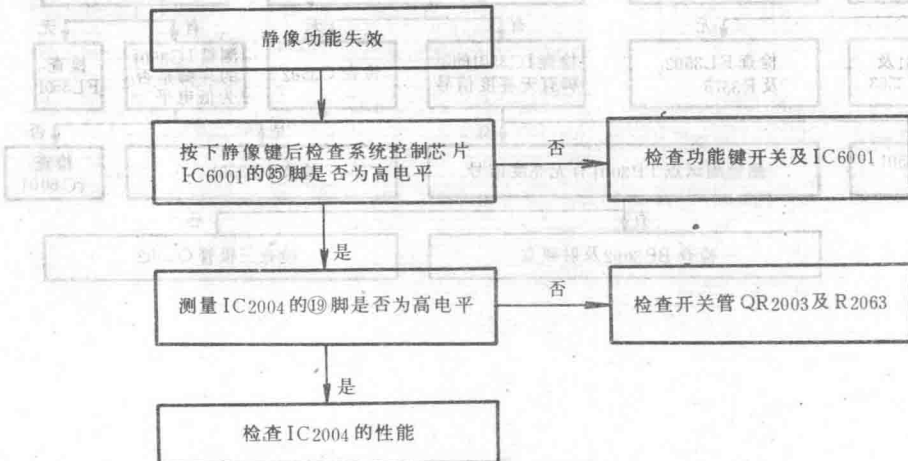 静像功能失效
按下静像键后检查系统控制芯片
IC6001的㉟脚是否为高电平
否
检查功能键开关及IC6001
是
测量IC2004的⑲脚是否为高电平
否
检查开关管QR2003及R2063
是
检查IC2004的性能